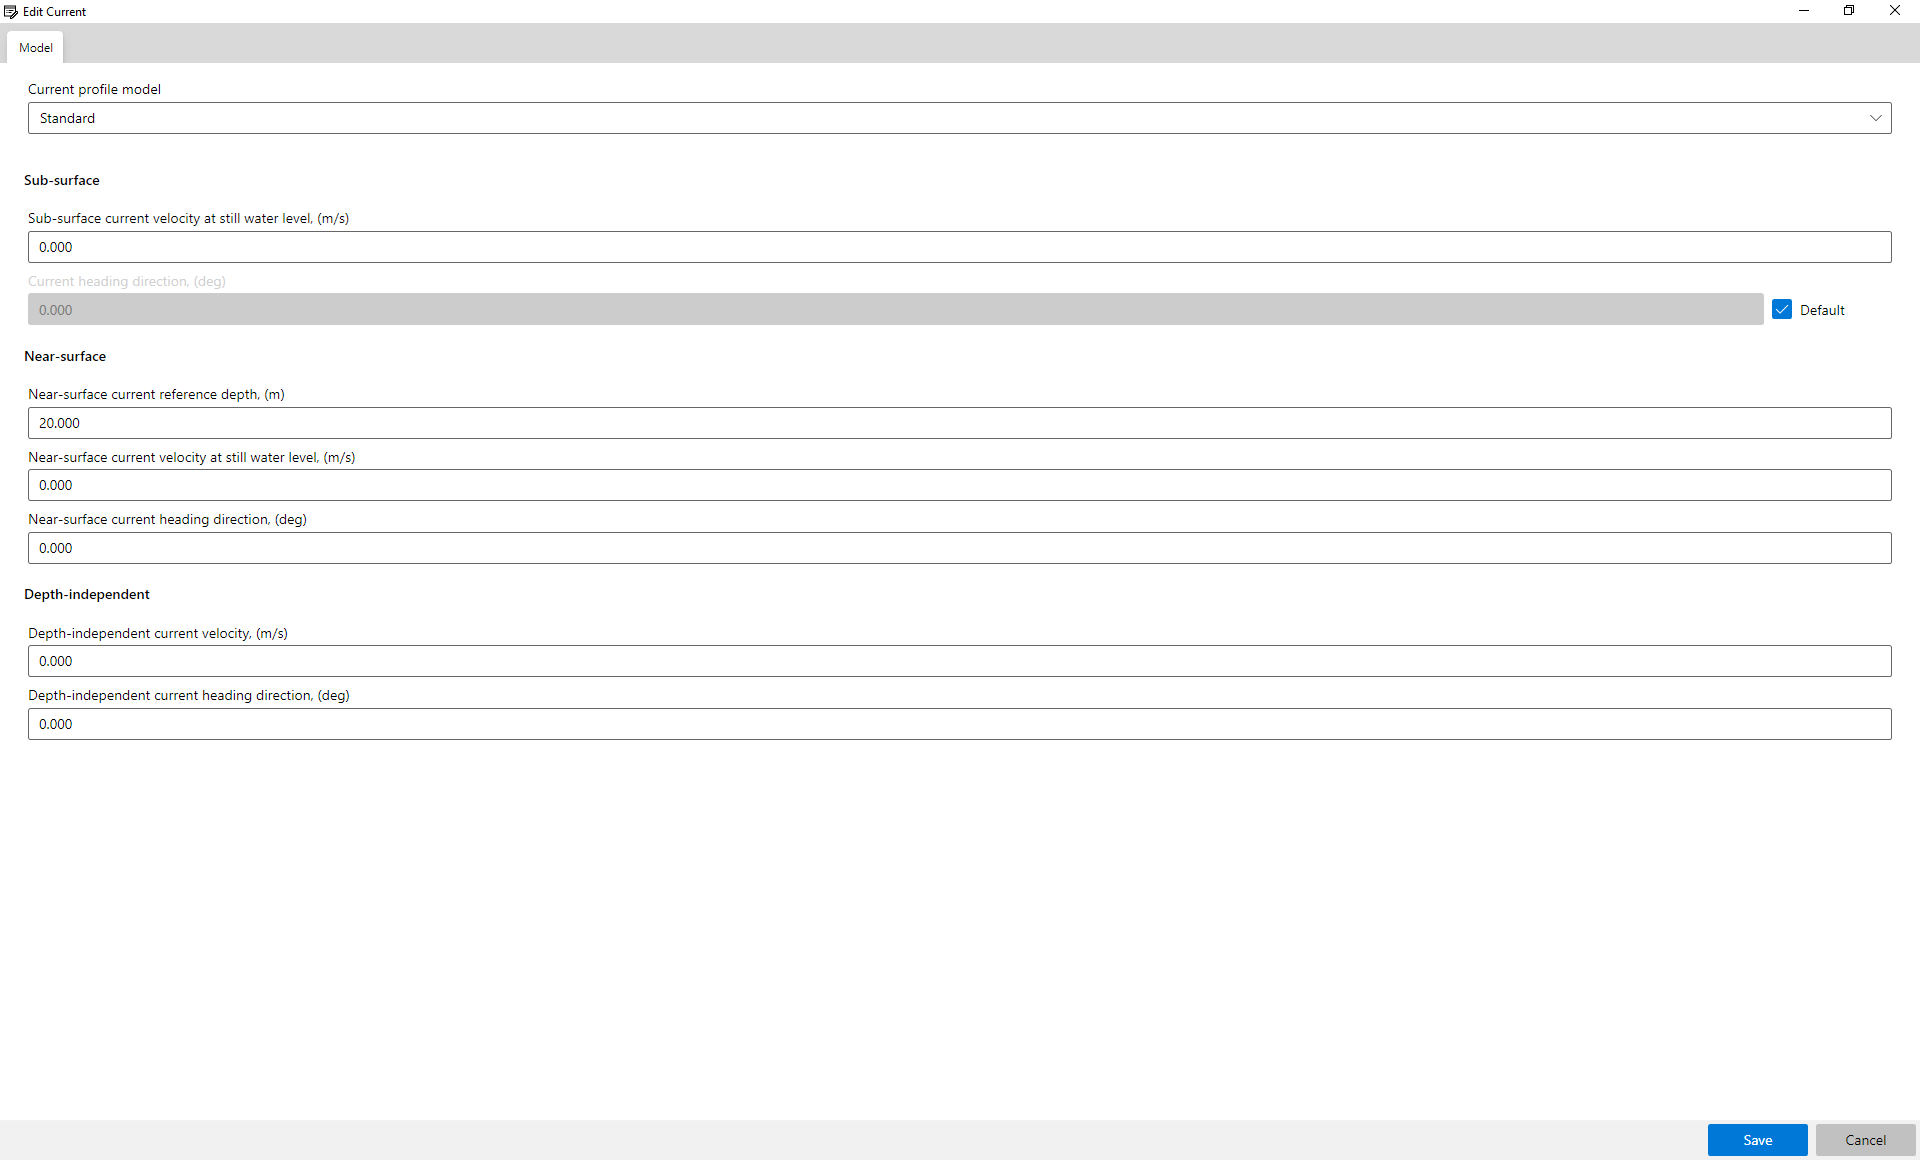 Edit Current
Model
Current profile model
Standard
Sub-surface
Sub-surface current velocity at still water level, (m/s)
0.000
Current heading direction, (deg)
0.000
Default
Near-surface
Near-surface current reference depth, (m)
20.000
Near-surface current velocity at still water level, (m/s)
0.000
Near-surface current heading direction, (deg)
0.000
Depth-independent
Depth-independent current velocity, (m/s)
0.000
Depth-independent current heading direction, (deg)
0.000
Save
Cancel